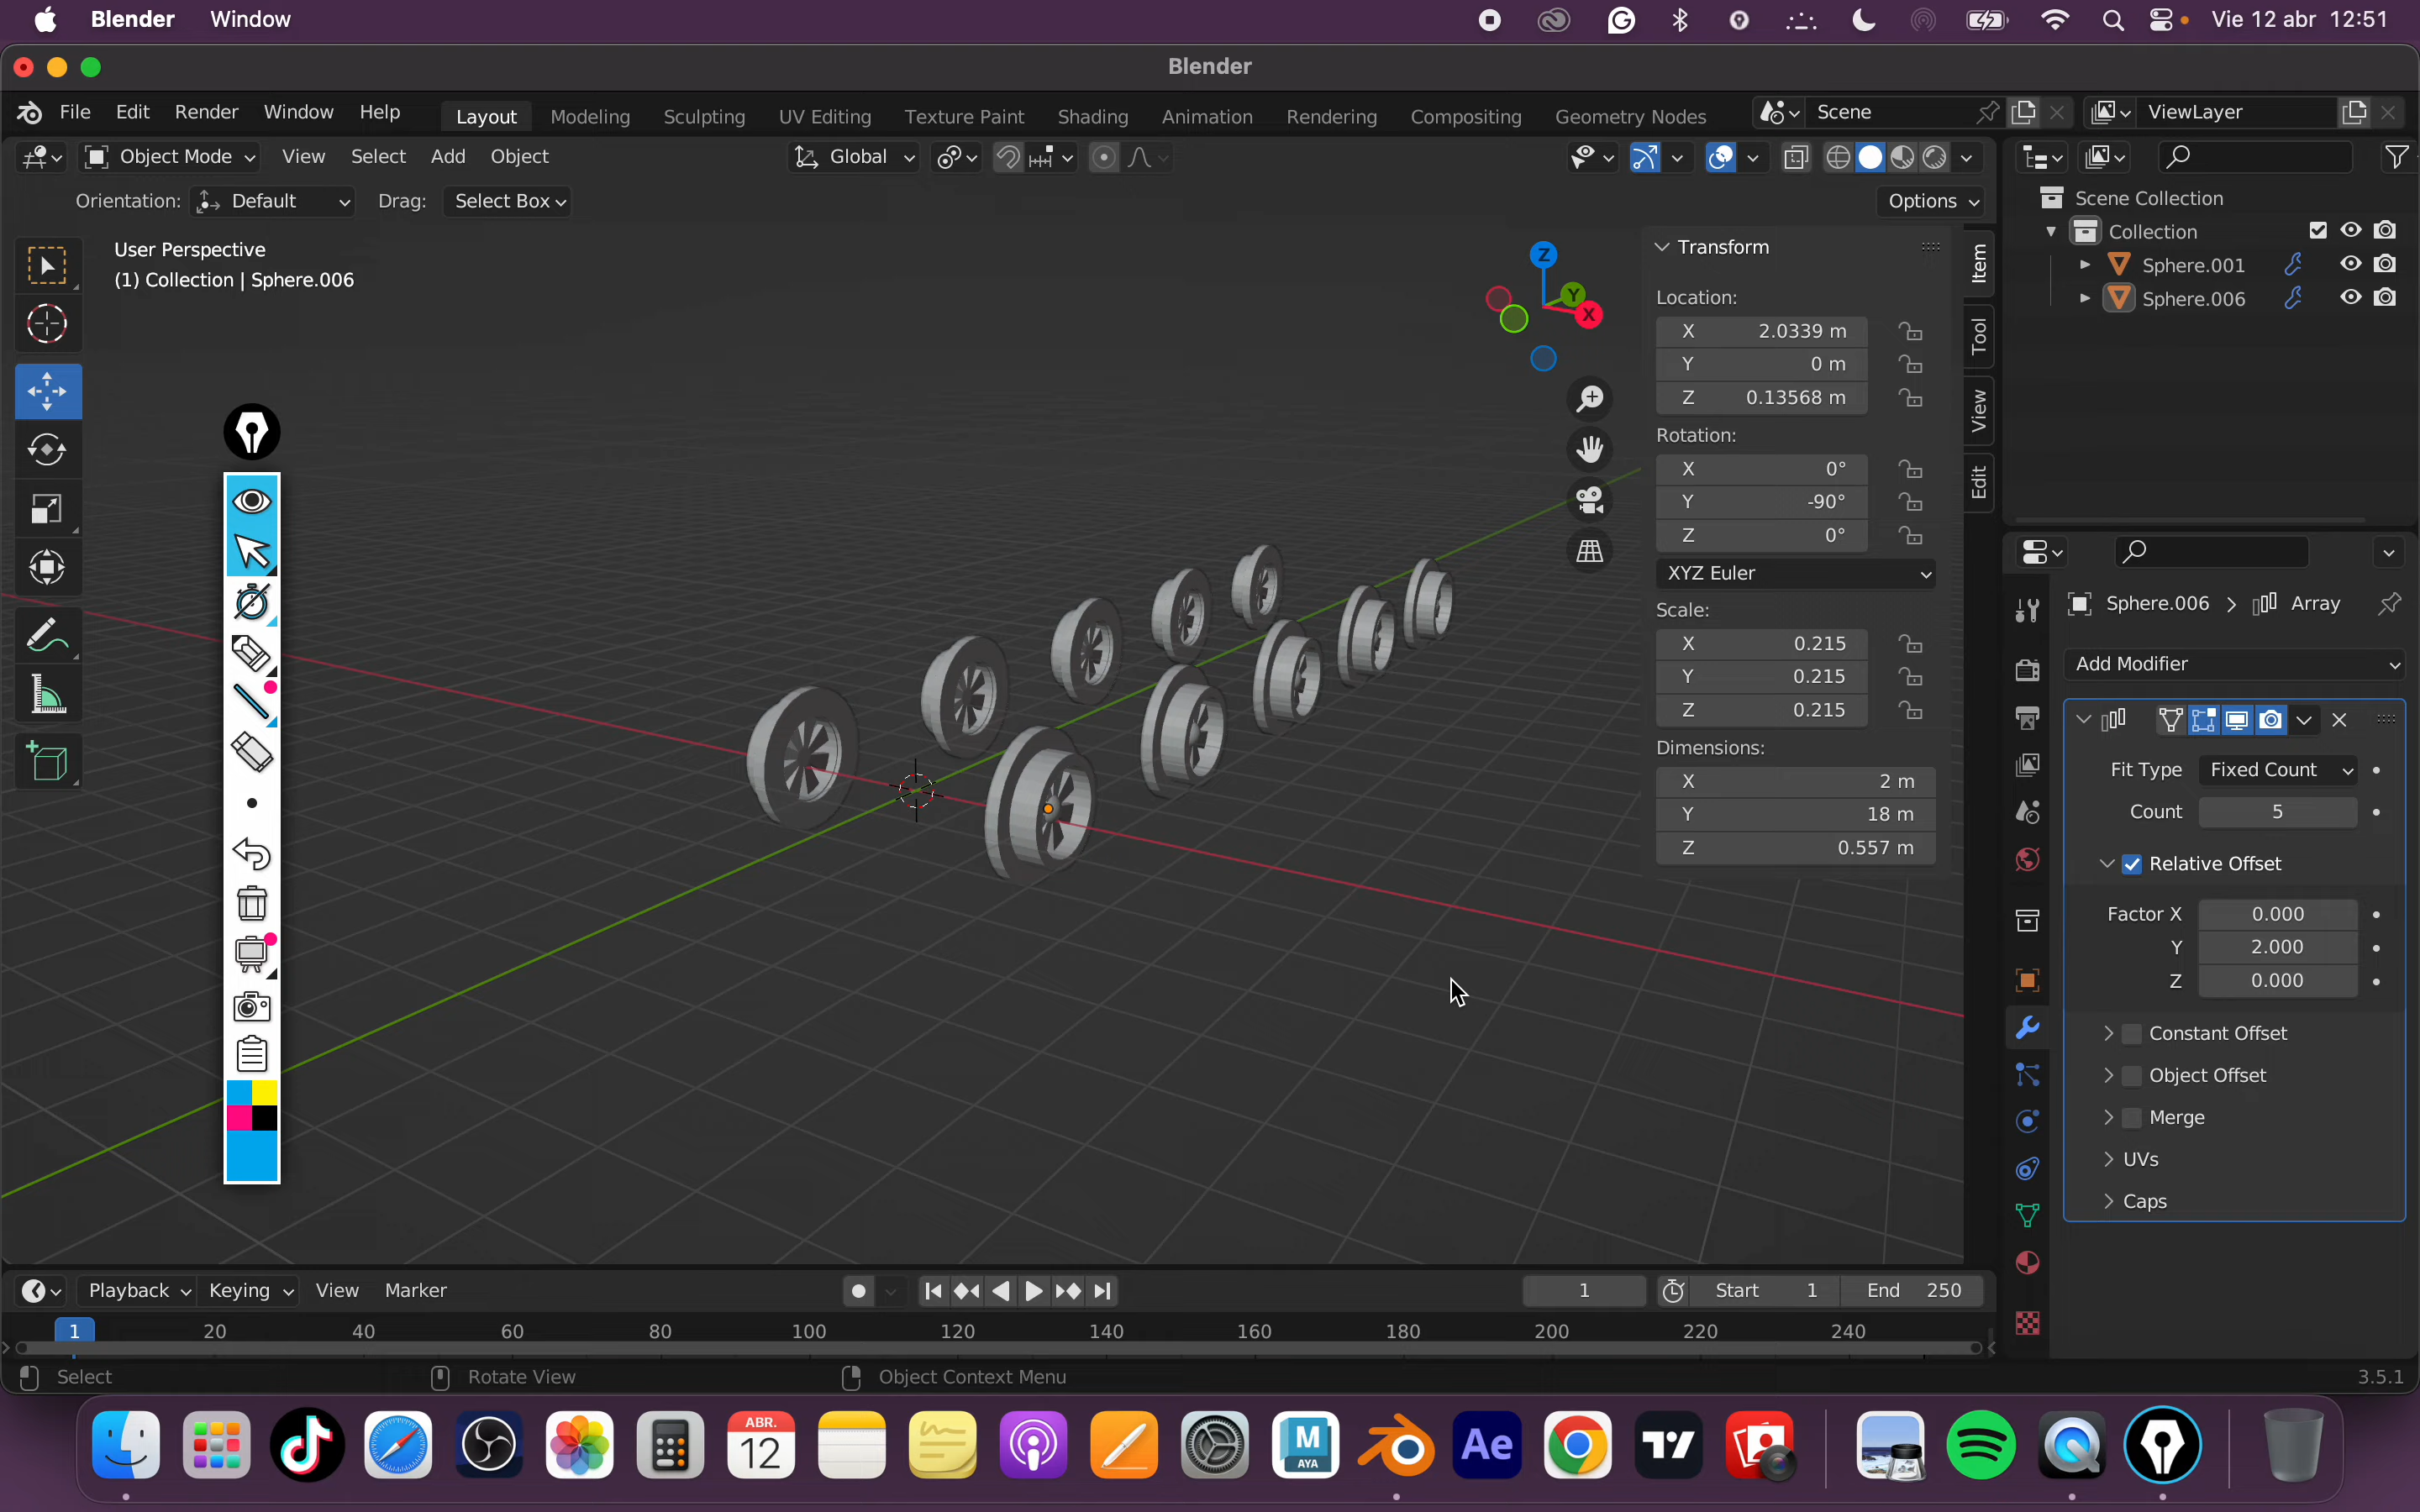 Blender Window Vie 12 abr 12:51
Blender
File Edit Render Window Help Layout Modeling Sculpting UV Editing Texture Paint Shading Animation Rendering Compositing Geometry Nodes Scene ViewLayer
Object Mode View Select Add Object Global
Orientation: Default Drag: Select Box Options
User Perspective
(1) Collection | Sphere.006
Z
Y
X
Transform
Location:
X 2.0339 m
Y 0 m
Z 0.13568 m
Rotation:
X 0°
Y -90°
Z 0°
XYZ Euler
Scale:
X 0.215
Y 0.215
Z 0.215
Dimensions:
X 2 m
Y 18 m
Z 0.557 m
Item
Tool
View
Edit
Scene Collection
Collection
Sphere.001
Sphere.006
Sphere.006 Array
Add Modifier
Fit Type Fixed Count
Count 5
Relative Offset
Factor X 0.000
Y 2.000
Z 0.000
Constant Offset
Object Offset
Merge
UVs
Caps
Playback Keying View Marker 1 Start 1 End 250
1 20 40 60 80 100 120 140 160 180 200 220 240
Select Rotate View Object Context Menu 3.5.1
ABR.
12
M
AYA
Ae